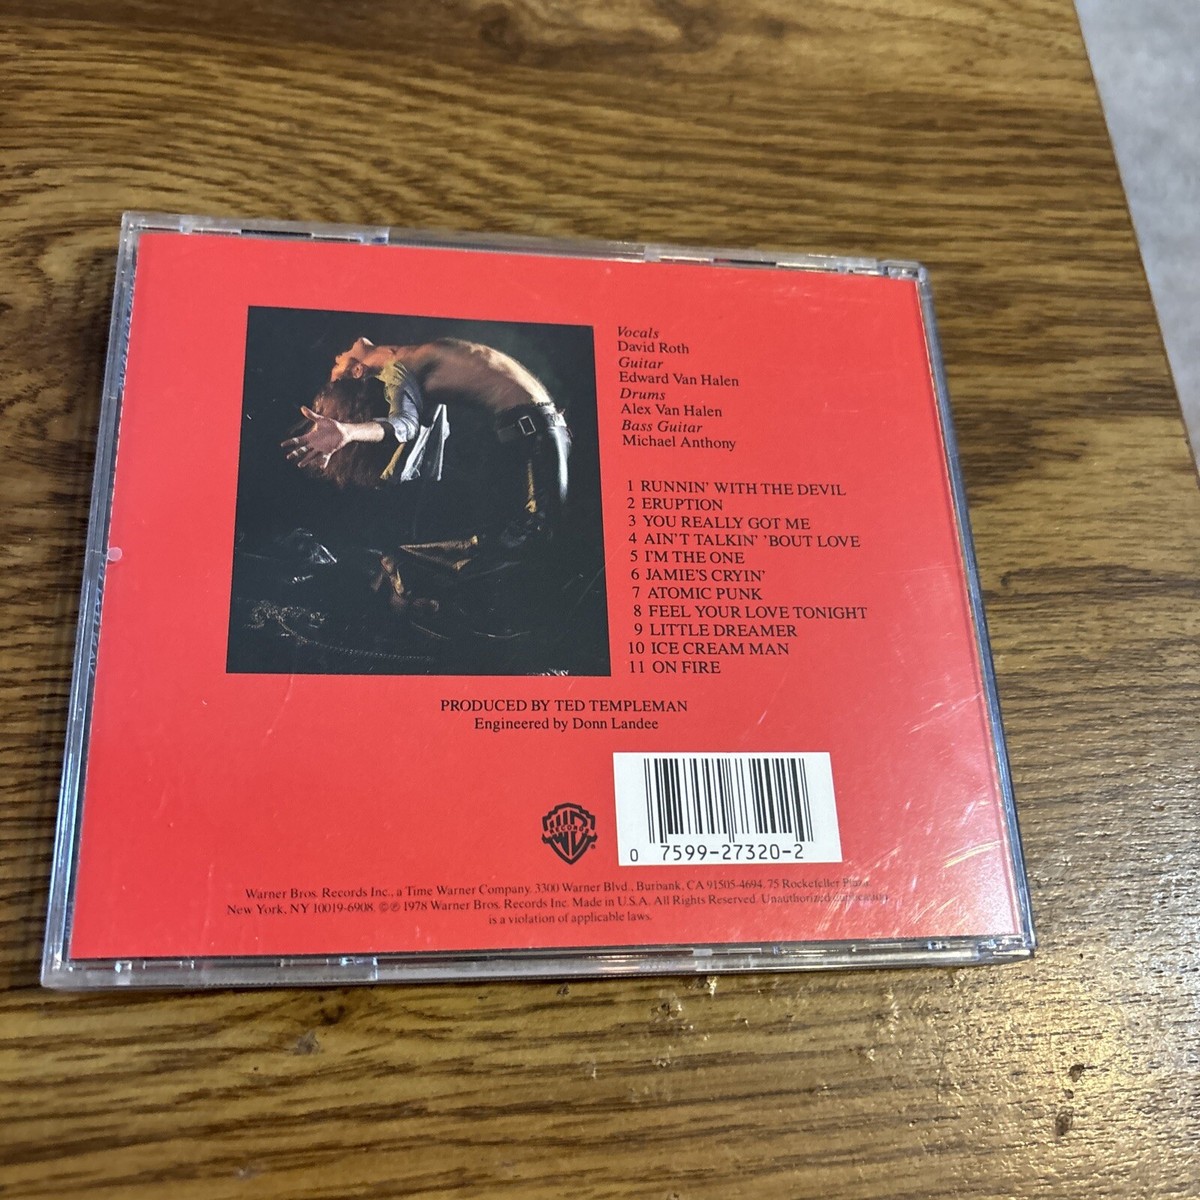 Vocals
David Roth
Guitar
Edward Van Halen
Drums
Alex Van Halen
Bass Guitar
Michael Anthony
1 RUNNIN' WITH THE DEVIL
2 ERUPTION
3 YOU REALLY GOT ME
4 AIN'T TALKIN' 'BOUT LOVE
5 I'M THE ONE
6 JAMIE'S CRYIN'
7 ATOMIC PUNK
8 FEEL YOUR LOVE TONIGHT
9 LITTLE DREAMER
10 ICE CREAM MAN
11 ON FIRE
PRODUCED BY TED TEMPLEMAN
Engineered by Donn Landee
RECORDS
0 7599-27320-2
Warner Bros. Records Inc., a Time Warner Company. 3300 Warner Blvd., Burbank, CA 91505-4694. 75 Rockefeller Plaza,
New York, NY 10019-6908. ©℗ 1978 Warner Bros. Records Inc. Made in U.S.A. All Rights Reserved. Unauthorized
is a violation of applicable laws.